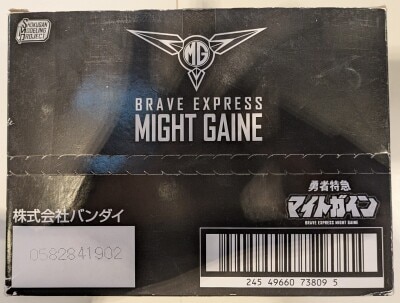 SHOKUGAN
MODELING
PROJECT
MG
BRAVE EXPRESS
MIGHT GAINE
勇者特急
マイトガイン
BRAVE EXPRESS MIGHT GAINE
株式会社バンダイ
0582841902
245 49660 73809 5